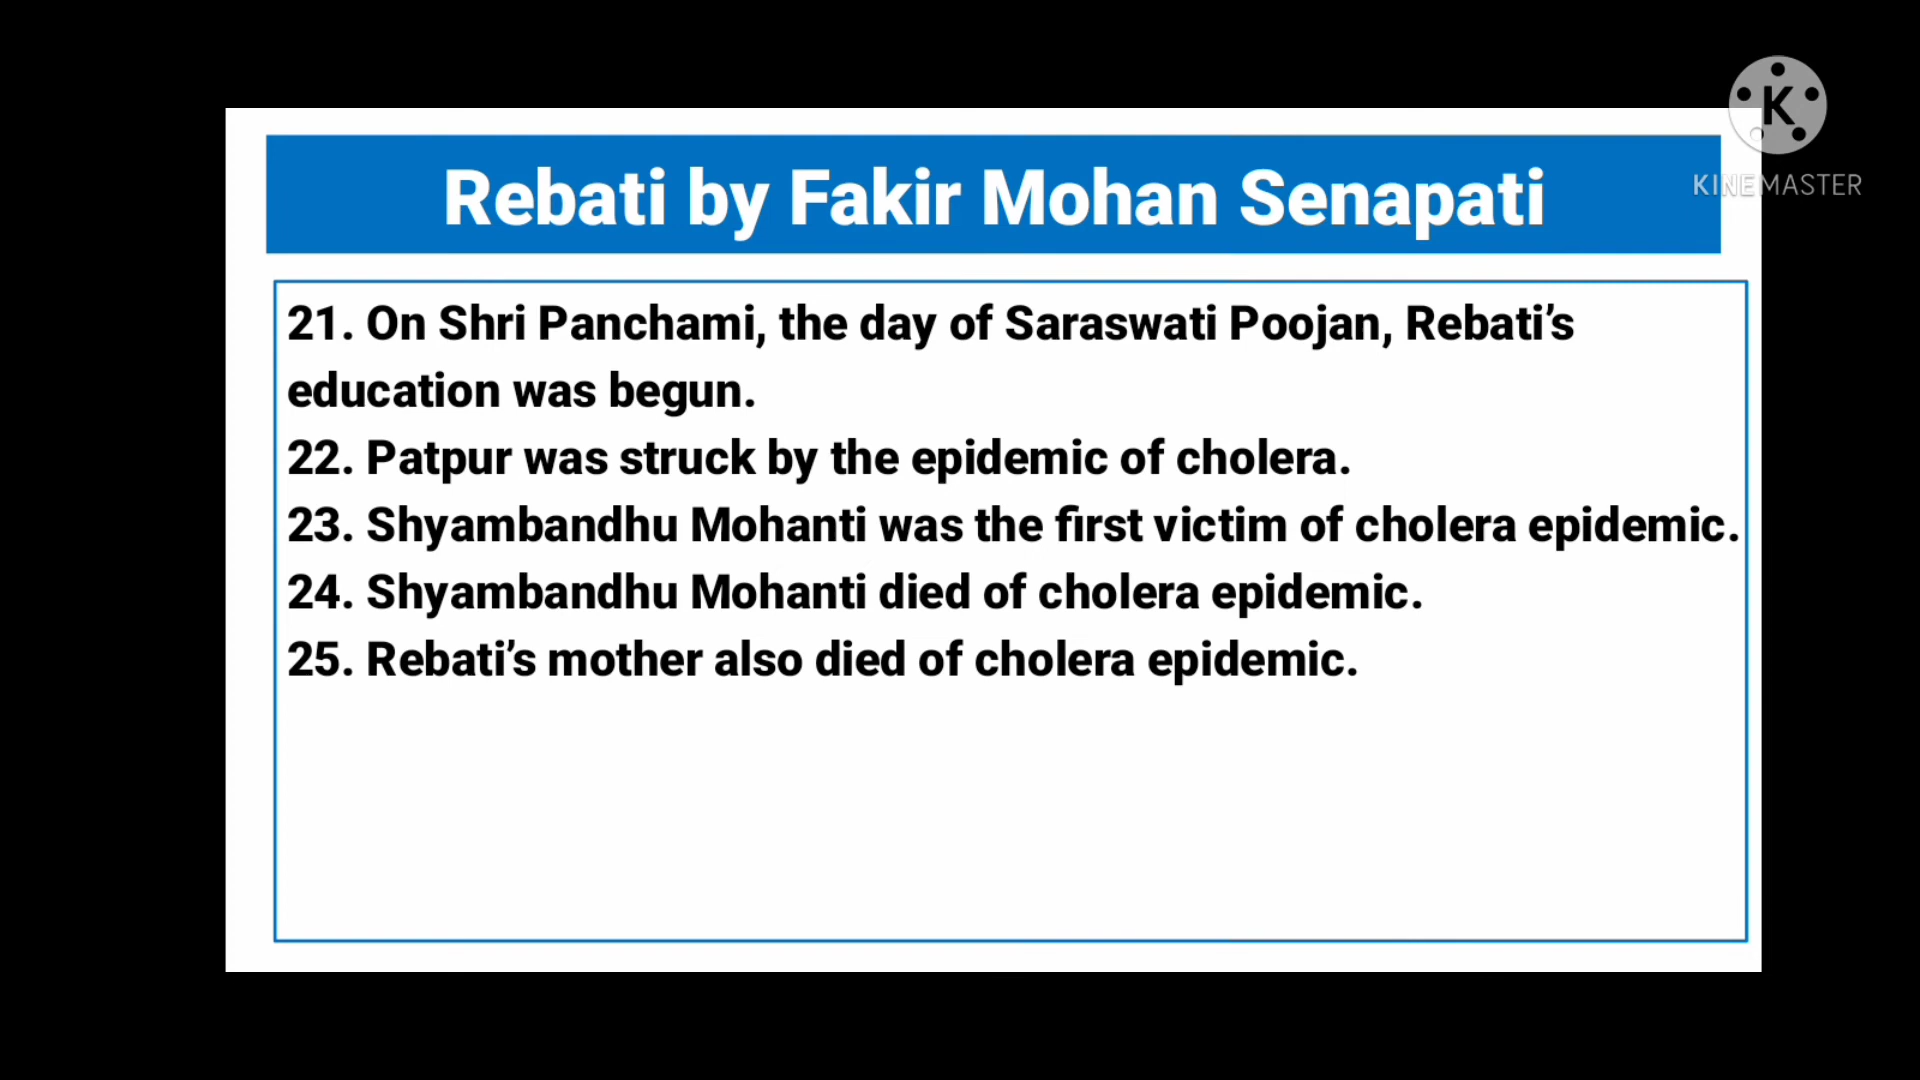 K
KINEMASTER
Rebati by Fakir Mohan Senapati
21. On Shri Panchami, the day of Saraswati Poojan, Rebati’s
education was begun.
22. Patpur was struck by the epidemic of cholera.
23. Shyambandhu Mohanti was the first victim of cholera epidemic.
24. Shyambandhu Mohanti died of cholera epidemic.
25. Rebati’s mother also died of cholera epidemic.